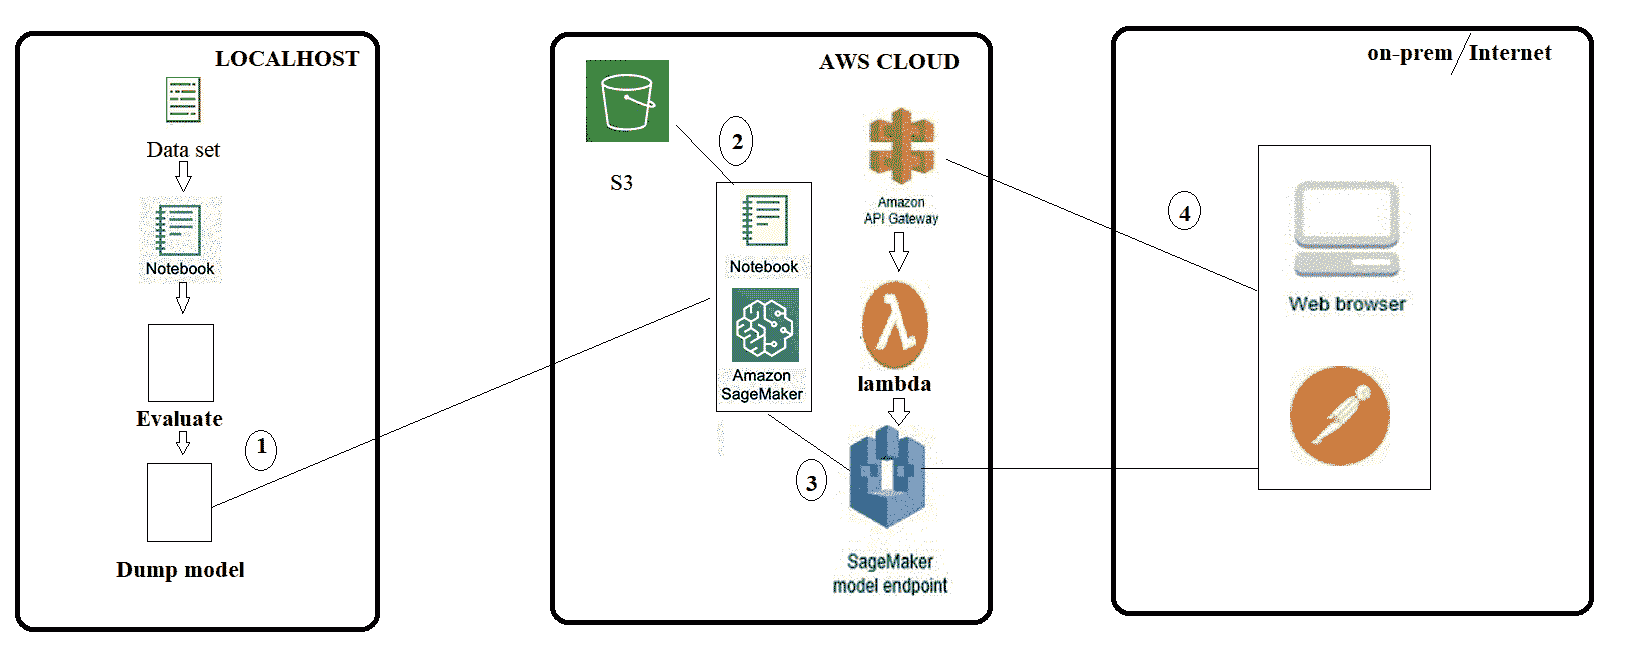 LOCALHOST
Data set
Notebook
Evaluate
1
Dump model
AWS CLOUD
S3
2
Notebook
Amazon
SageMaker
3
Amazon
API Gateway
lambda
SageMaker
model endpoint
on-prem/Internet
4
Web browser